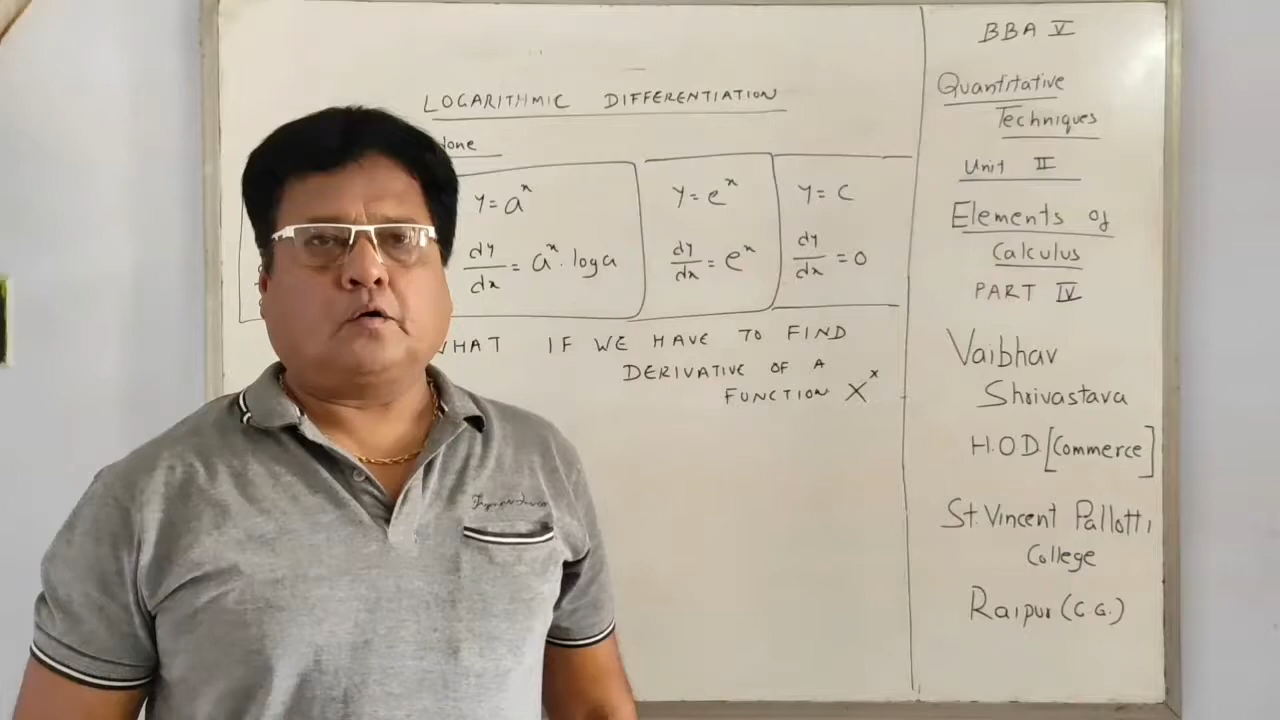 LOGARITHMIC DIFFERENTIATION
done
Y = a^x
dy/dx = a^x · log a
Y = e^x
dy/dx = e^x
Y = C
dy/dx = 0
WHAT IF WE HAVE TO FIND
DERIVATIVE OF A
FUNCTION X^x
BBA V
Quantitative
Techniques
Unit II
Elements of
Calculus
PART IV
Vaibhav
Shrivastava
H.O.D. [Commerce]
St. Vincent Pallotti
College
Raipur (C.G.)